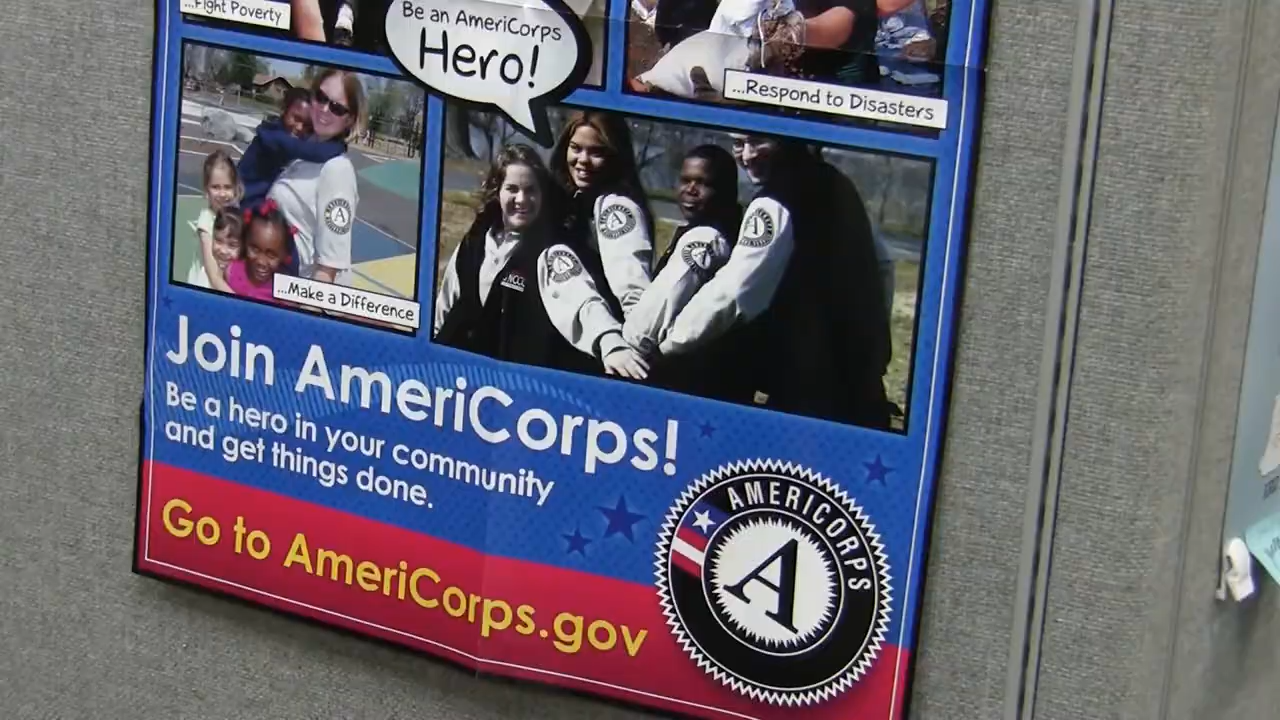 ...Fight Poverty
Be an AmeriCorps
Hero!
...Respond to Disasters
...Make a Difference
Join AmeriCorps!
Be a hero in your community
and get things done.
Go to AmeriCorps.gov
AMERICORPS
A